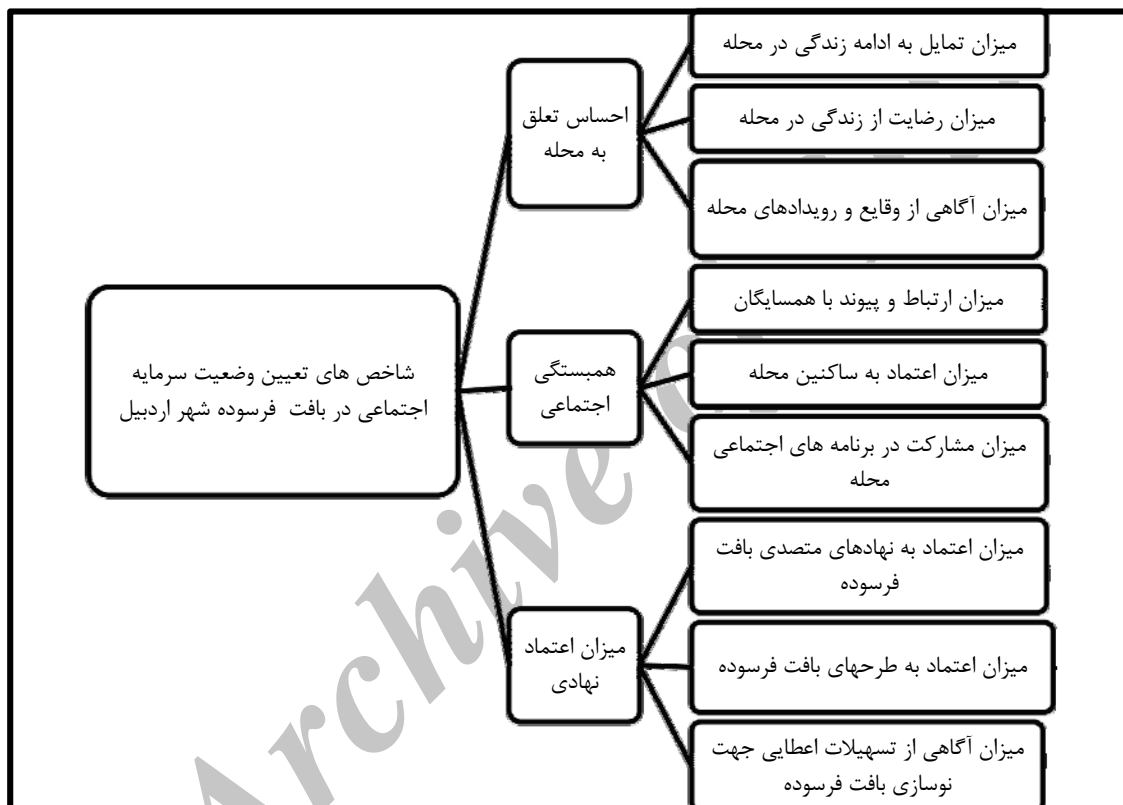 میزان تمایل به ادامه زندگی در محله
احساس تعلق
به محله
میزان رضایت از زندگی در محله
میزان آگاهی از وقایع و رویدادهای محله
شاخص های تعیین وضعیت سرمایه
اجتماعی در بافت فرسوده شهر اردبیل
میزان ارتباط و پیوند با همسایگان
همبستگی
اجتماعی
میزان اعتماد به ساکنین محله
میزان مشارکت در برنامه های اجتماعی
محله
میزان اعتماد به نهادهای متصدی بافت
فرسوده
میزان اعتماد
نهادی
میزان اعتماد به طرحهای بافت فرسوده
میزان آگاهی از تسهیلات اعطایی جهت
نوسازی بافت فرسوده
Archive of